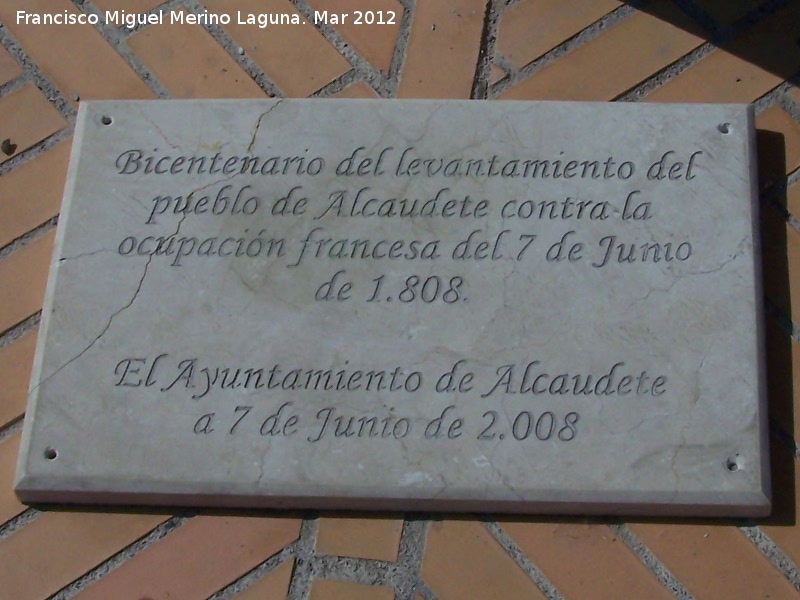 Francisco Miguel Merino Laguna. Mar 2012
Bicentenario del levantamiento del
pueblo de Alcaudete contra la
ocupación francesa del 7 de Junio
de 1.808.
El Ayuntamiento de Alcaudete
a 7 de Junio de 2.008